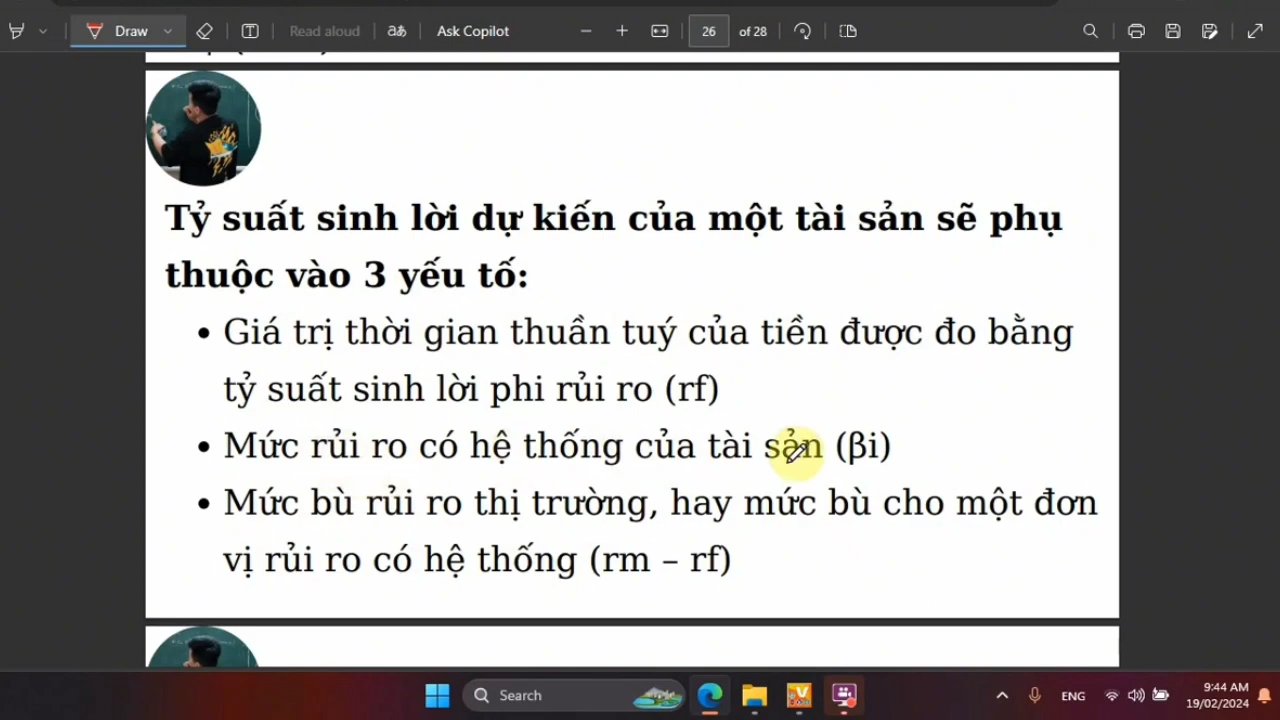 Draw
Read aloud
aあ
Ask Copilot
26
of 28
Tỷ suất sinh lời dự kiến của một tài sản sẽ phụ
thuộc vào 3 yếu tố:
• Giá trị thời gian thuần tuý của tiền được đo bằng
tỷ suất sinh lời phi rủi ro (rf)
• Mức rủi ro có hệ thống của tài sản (βi)
• Mức bù rủi ro thị trường, hay mức bù cho một đơn
vị rủi ro có hệ thống (rm – rf)
Search
ENG
9:44 AM
19/02/2024